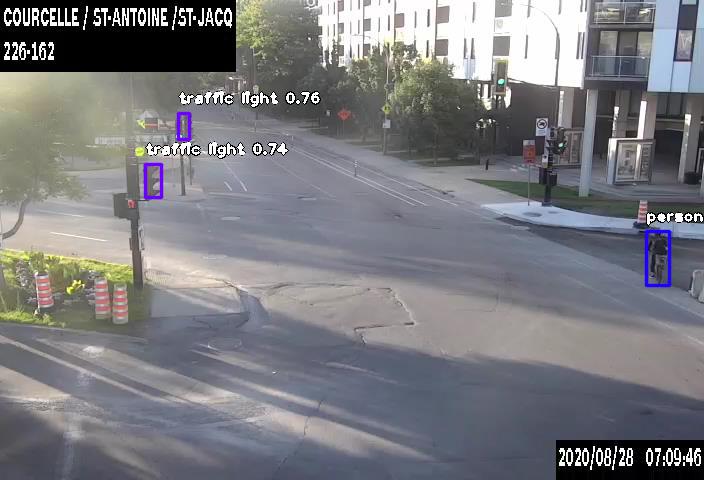 COURCELLE / ST-ANTOINE /ST-JACQ
226-162
traffic light 0.76
traffic light 0.74
person
2020/08/28 07:09:46